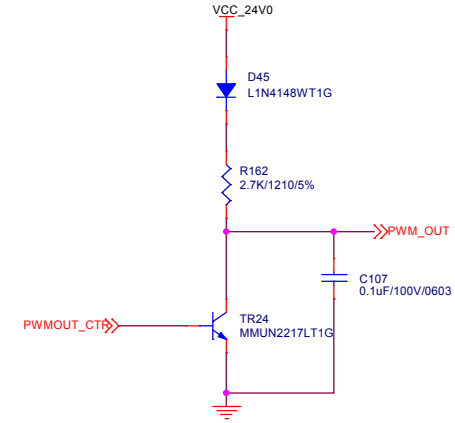 VCC_24V0
D45
L1N4148WT1G
R162
2.7K/1210/5%
PWM_OUT
C107
0.1uF/100V/0603
PWMOUT_CTR
TR24
MMUN2217LT1G